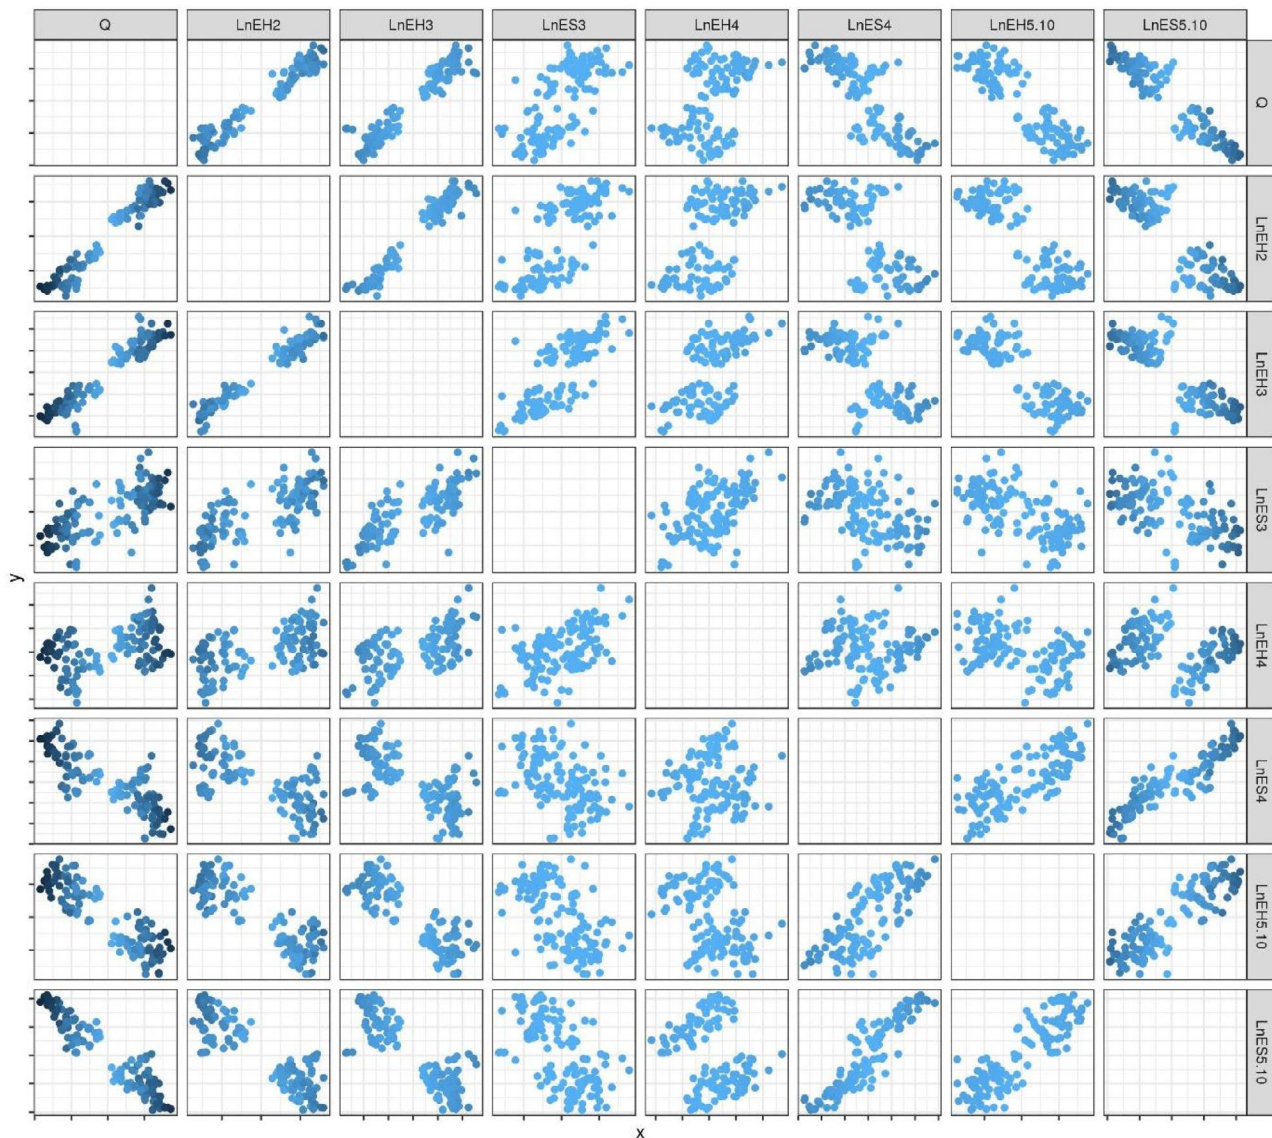 Q LnEH2 LnEH3 LnES3 LnEH4 LnES4 LnEH5.10 LnES5.10
Q
LnEH2
LnEH3
LnES3
LnEH4
LnES4
LnEH5.10
LnES5.10
y
x